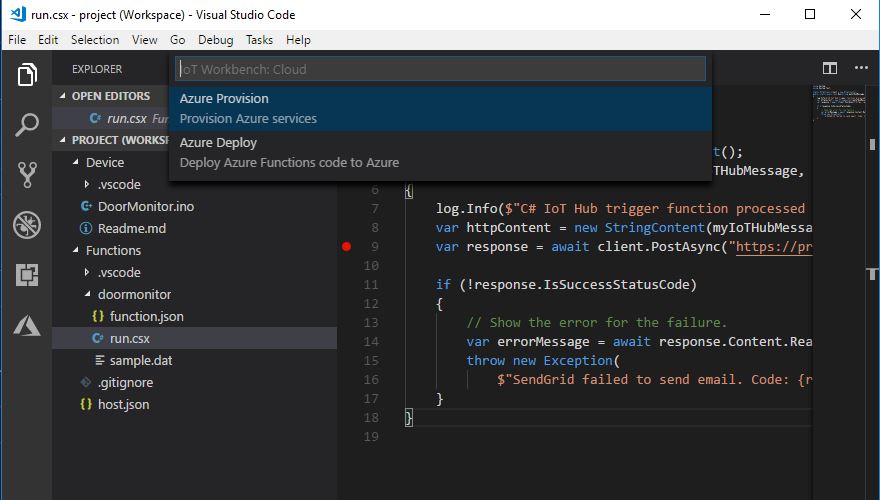 run.csx - project (Workspace) - Visual Studio Code
File Edit Selection View Go Debug Tasks Help
EXPLORER
IoT Workbench: Cloud
OPEN EDITORS
Azure Provision
run.csx Fun
Provision Azure services
PROJECT (WORKSP
Azure Deploy
Deploy Azure Functions code to Azure
Device
.vscode
DoorMonitor.ino
Readme.md
Functions
.vscode
doormonitor
function.json
run.csx
sample.dat
.gitignore
host.json
t();
THubMessage,
6 {
7 log.Info($"C# IoT Hub trigger function processed
8 var httpContent = new StringContent(myIoTHubMessa
9 var response = await client.PostAsync("https://pr
10
11 if (!response.IsSuccessStatusCode)
12 {
13 // Show the error for the failure.
14 var errorMessage = await response.Content.Rea
15 throw new Exception(
16 $"SendGrid failed to send email. Code: {r
17 }
18 }
19